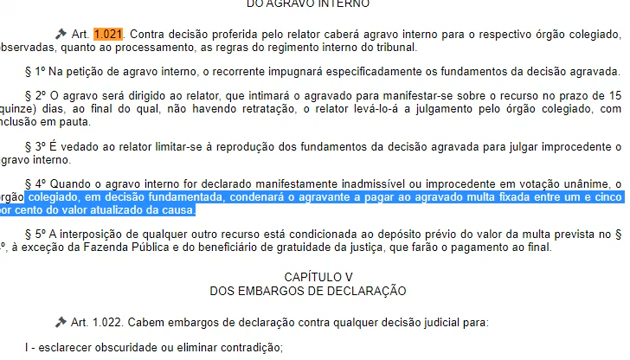 DO AGRAVO INTERNO
Art. 1.021. Contra decisão proferida pelo relator caberá agravo interno para o respectivo órgão colegiado,
observadas, quanto ao processamento, as regras do regimento interno do tribunal.
§ 1º Na petição de agravo interno, o recorrente impugnará especificadamente os fundamentos da decisão agravada.
§ 2º O agravo será dirigido ao relator, que intimará o agravado para manifestar-se sobre o recurso no prazo de 15
(quinze) dias, ao final do qual, não havendo retratação, o relator levá-lo-á a julgamento pelo órgão colegiado, com
inclusão em pauta.
§ 3º É vedado ao relator limitar-se à reprodução dos fundamentos da decisão agravada para julgar improcedente o
agravo interno.
§ 4º Quando o agravo interno for declarado manifestamente inadmissível ou improcedente em votação unânime, o
órgão colegiado, em decisão fundamentada, condenará o agravante a pagar ao agravado multa fixada entre um e cinco
por cento do valor atualizado da causa.
§ 5º A interposição de qualquer outro recurso está condicionada ao depósito prévio do valor da multa prevista no §
4º, à exceção da Fazenda Pública e do beneficiário de gratuidade da justiça, que farão o pagamento ao final.
CAPÍTULO V
DOS EMBARGOS DE DECLARAÇÃO
Art. 1.022. Cabem embargos de declaração contra qualquer decisão judicial para:
I - esclarecer obscuridade ou eliminar contradição;